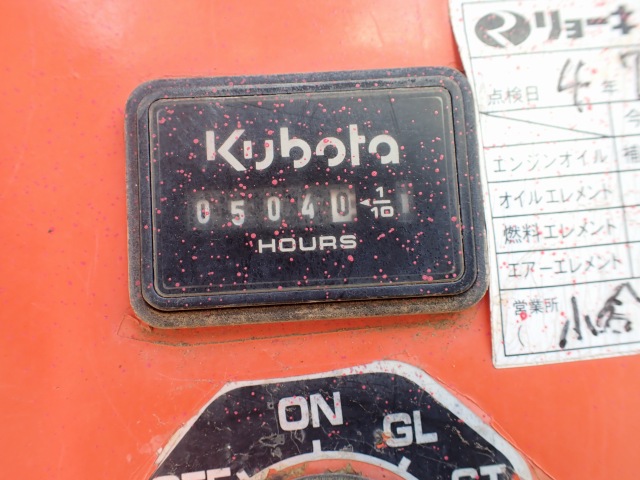 Kubota
05040 1/10
HOURS
ON
GL
リョーキ
点検日 年
エンジンオイル
オイルエレメント
燃料エレメント
エアーエレメント
営業所